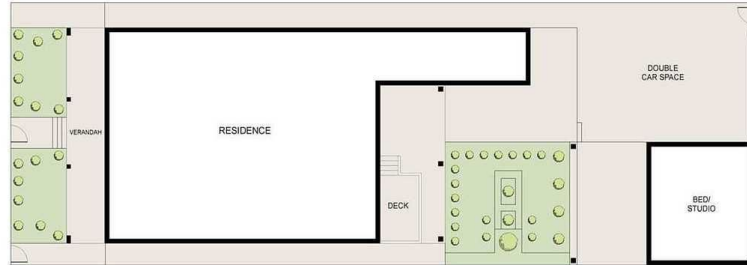 DOUBLE
CAR SPACE
VERANDAH
RESIDENCE
DECK
BED/
STUDIO